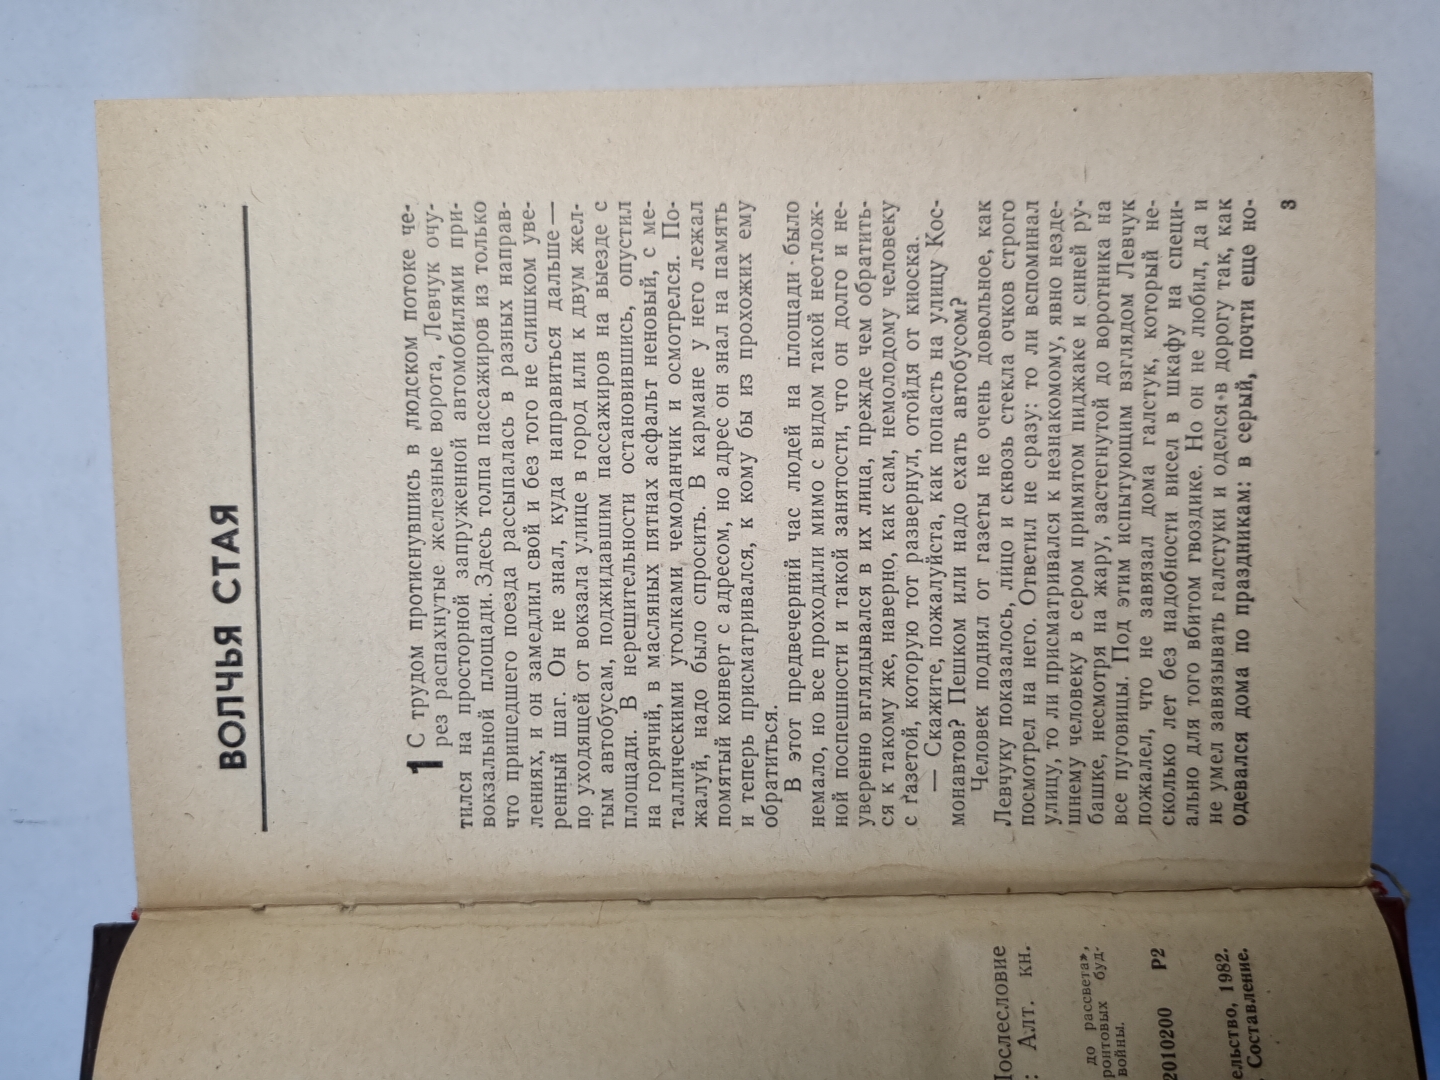 Послесловие
: Алт. кн.
до рассвета»,
ронтовых буд-
войны.
2010200 Р2
ельство, 1982.
Составление.
ВОЛЧЬЯ СТАЯ
1 С трудом протиснувшись в людском потоке че-
рез распахнутые железные ворота, Левчук очу-
тился на просторной запруженной автомобилями при-
вокзальной площади. Здесь толпа пассажиров из только
что пришедшего поезда рассыпалась в разных направ-
лениях, и он замедлил свой и без того не слишком уве-
ренный шаг. Он не знал, куда направиться дальше —
по уходящей от вокзала улице в город или к двум жел-
тым автобусам, поджидавшим пассажиров на выезде с
площади. В нерешительности остановившись, опустил
на горячий, в масляных пятнах асфальт неновый, с ме-
таллическими уголками чемоданчик и осмотрелся. По-
жалуй, надо было спросить. В кармане у него лежал
помятый конверт с адресом, но адрес он знал на память
и теперь присматривался, к кому бы из прохожих ему
обратиться.
В этот предвечерний час людей на площади было
немало, но все проходили мимо с видом такой неотлож-
ной поспешности и такой занятости, что он долго и не-
уверенно вглядывался в их лица, прежде чем обратить-
ся к такому же, наверно, как сам, немолодому человеку
с газетой, которую тот развернул, отойдя от киоска.
— Скажите, пожалуйста, как попасть на улицу Кос-
монавтов? Пешком или надо ехать автобусом?
Человек поднял от газеты не очень довольное, как
Левчуку показалось, лицо и сквозь стекла очков строго
посмотрел на него. Ответил не сразу: то ли вспоминал
улицу, то ли присматривался к незнакомому, явно незде-
шнему человеку в сером примятом пиджаке и синей ру-
башке, несмотря на жару, застегнутой до воротника на
все пуговицы. Под этим испытующим взглядом Левчук
пожалел, что не завязал дома галстук, который не-
сколько лет без надобности висел в шкафу на специ-
ально для того вбитом гвоздике. Но он не любил, да и
не умел завязывать галстуки и оделся в дорогу так, как
одевался дома по праздникам: в серый, почти еще но-
3